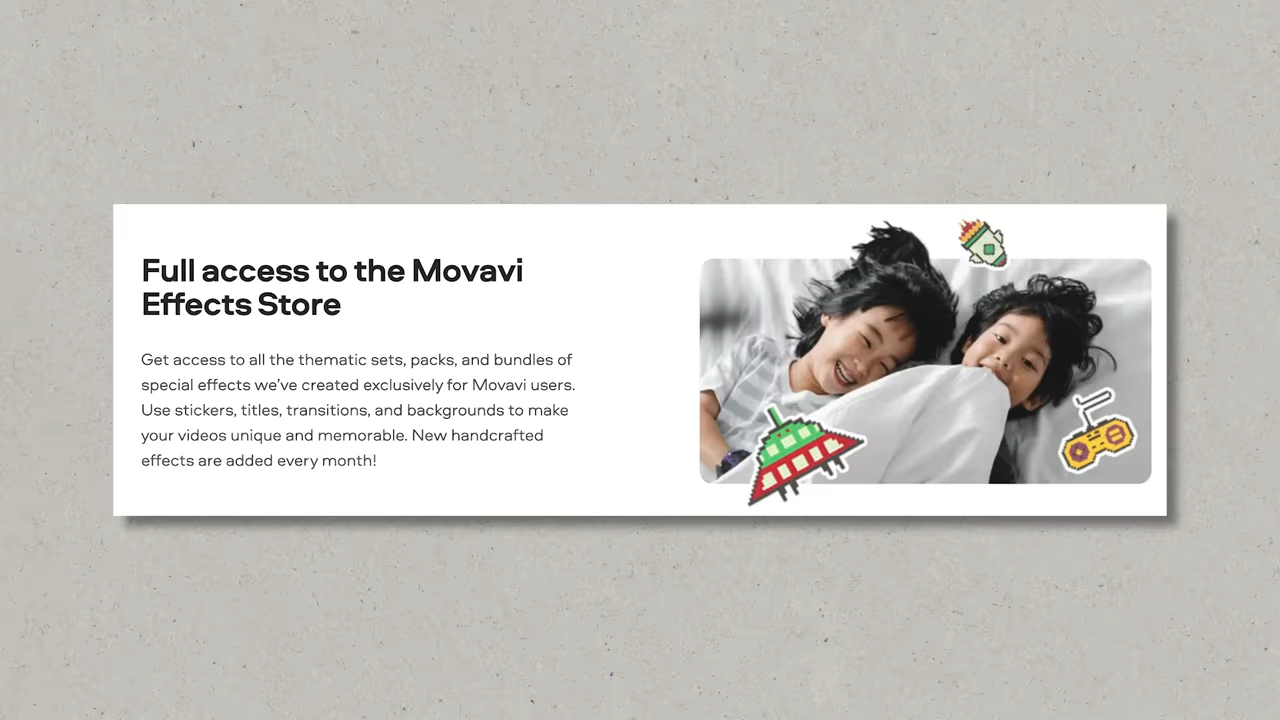 Full access to the Movavi
Effects Store
Get access to all the thematic sets, packs, and bundles of
special effects we’ve created exclusively for Movavi users.
Use stickers, titles, transitions, and backgrounds to make
your videos unique and memorable. New handcrafted
effects are added every month!